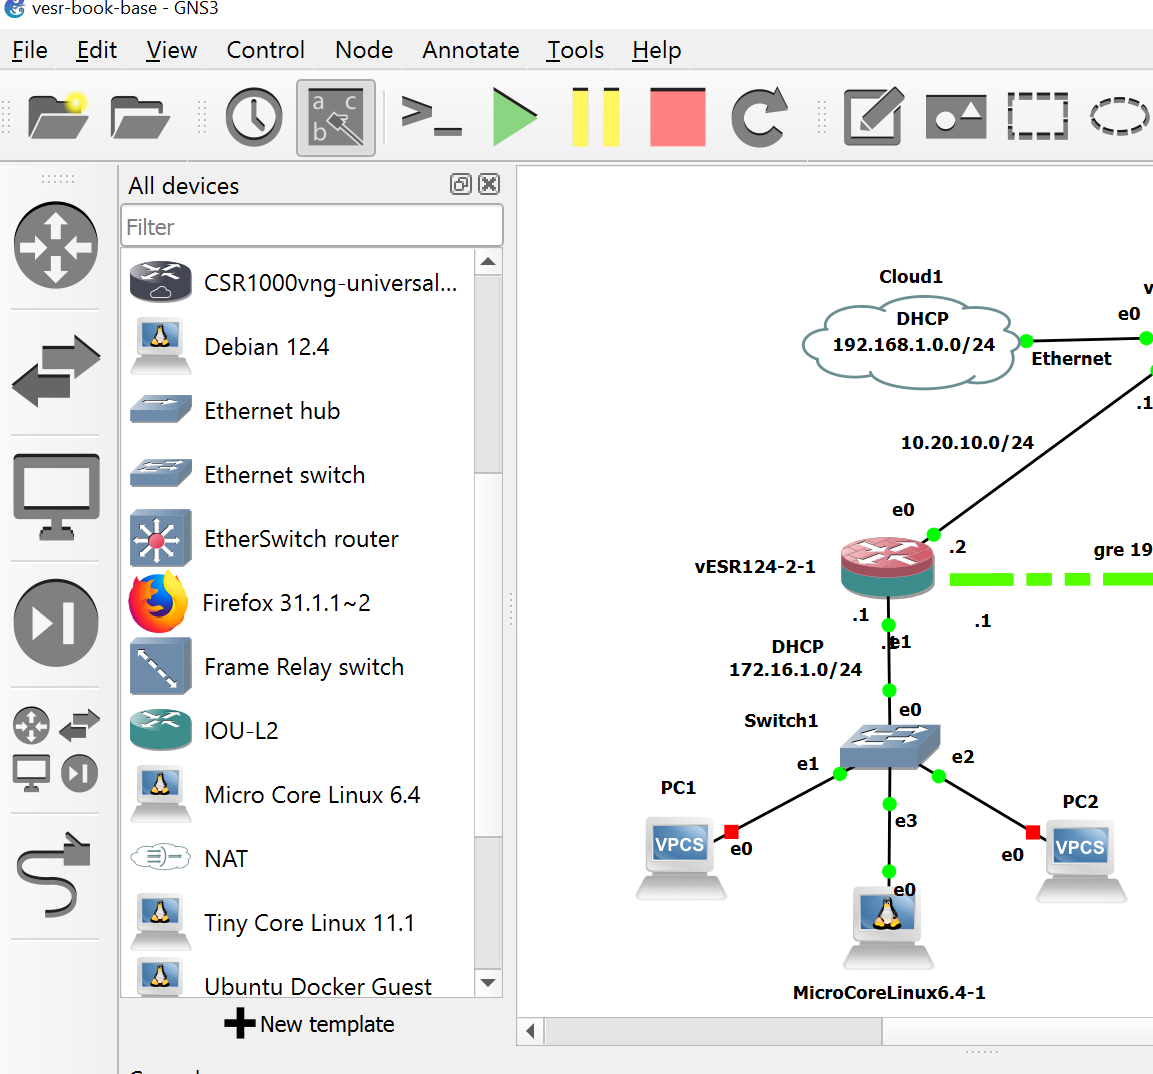 vesr-book-base - GNS3
File Edit View Control Node Annotate Tools Help
a c
b
All devices
Filter
CSR1000vng-universal...
Debian 12.4
Ethernet hub
Ethernet switch
EtherSwitch router
Firefox 31.1.1~2
Frame Relay switch
IOU-L2
Micro Core Linux 6.4
NAT
Tiny Core Linux 11.1
Ubuntu Docker Guest
New template
Cloud1
DHCP
192.168.1.0.0/24
v
e0
Ethernet
.1
10.20.10.0/24
e0
.2
vESR124-2-1
gre 19
.1
.1
e1
DHCP
172.16.1.0/24
e0
Switch1
e1
e2
PC1
PC2
VPCS
e0
e3
e0
VPCS
e0
MicroCoreLinux6.4-1